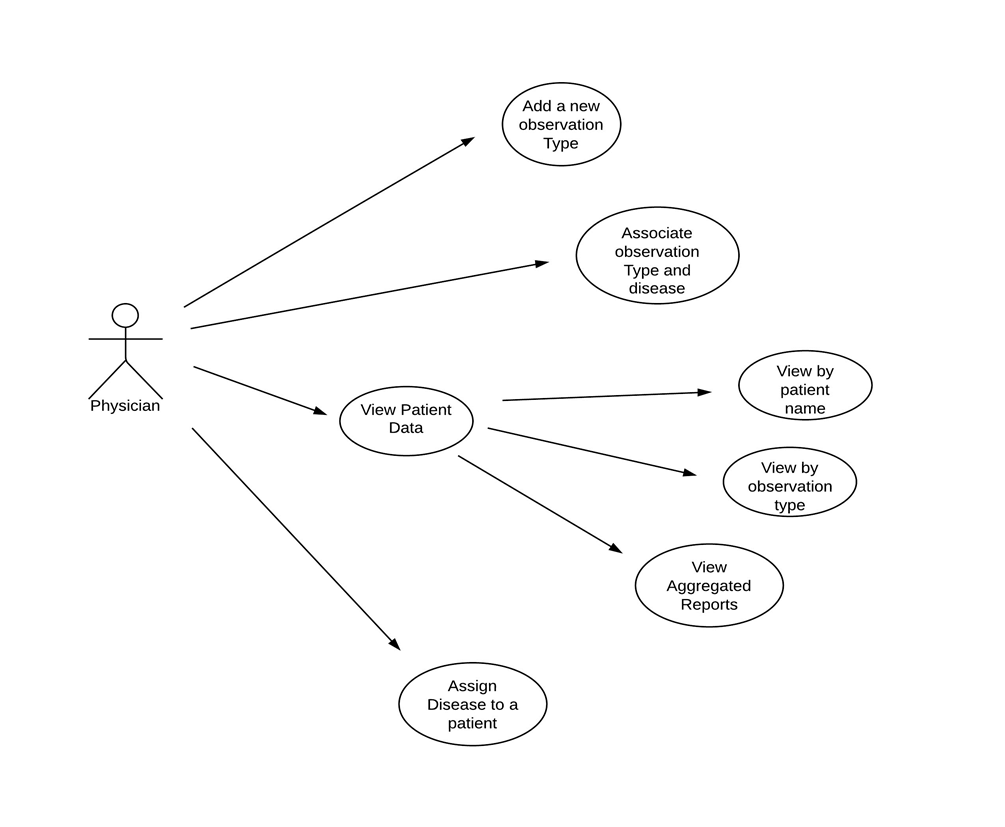 Add a new
observation
Type
Associate
observation
Type and
disease
Physician
View Patient
Data
View by
patient
name
View by
observation
type
View
Aggregated
Reports
Assign
Disease to a
patient